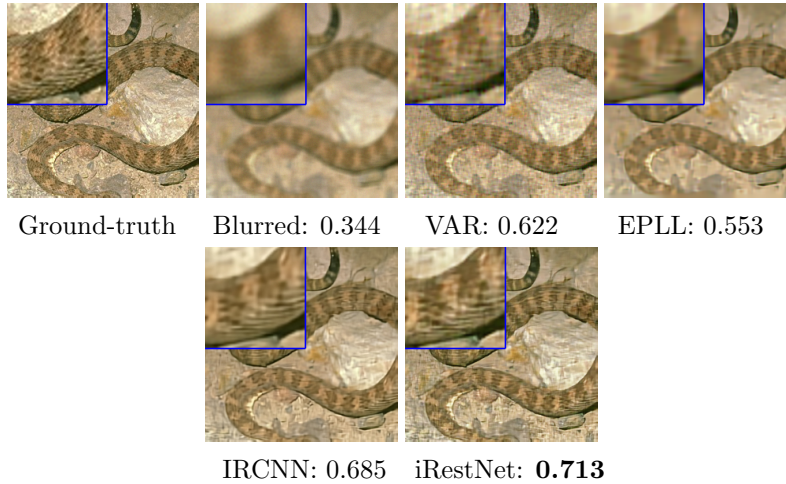 Ground-truth Blurred: 0.344 VAR: 0.622 EPLL: 0.553
IRCNN: 0.685 iRestNet: 0.713